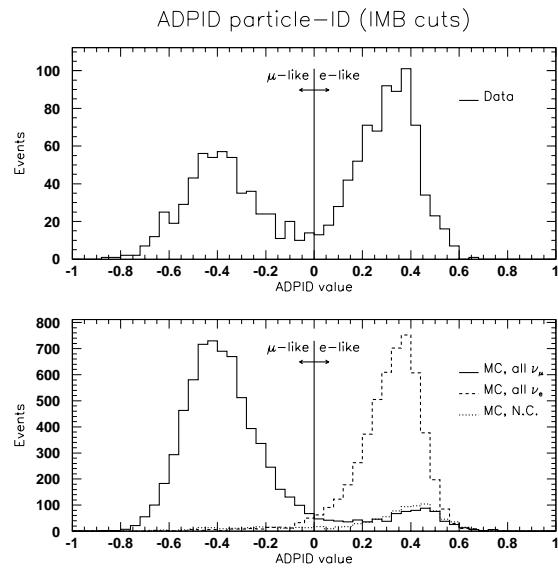 ADPID particle-ID (IMB cuts)
100
80
60
40
20
0
Events
μ-like e-like
Data
-1 -0.8 -0.6 -0.4 -0.2 0 0.2 0.4 0.6 0.8 1
ADPID value
800
700
600
500
400
300
200
100
0
Events
μ-like e-like
MC, all νμ
MC, all νe
MC, N.C.
-1 -0.8 -0.6 -0.4 -0.2 0 0.2 0.4 0.6 0.8 1
ADPID value